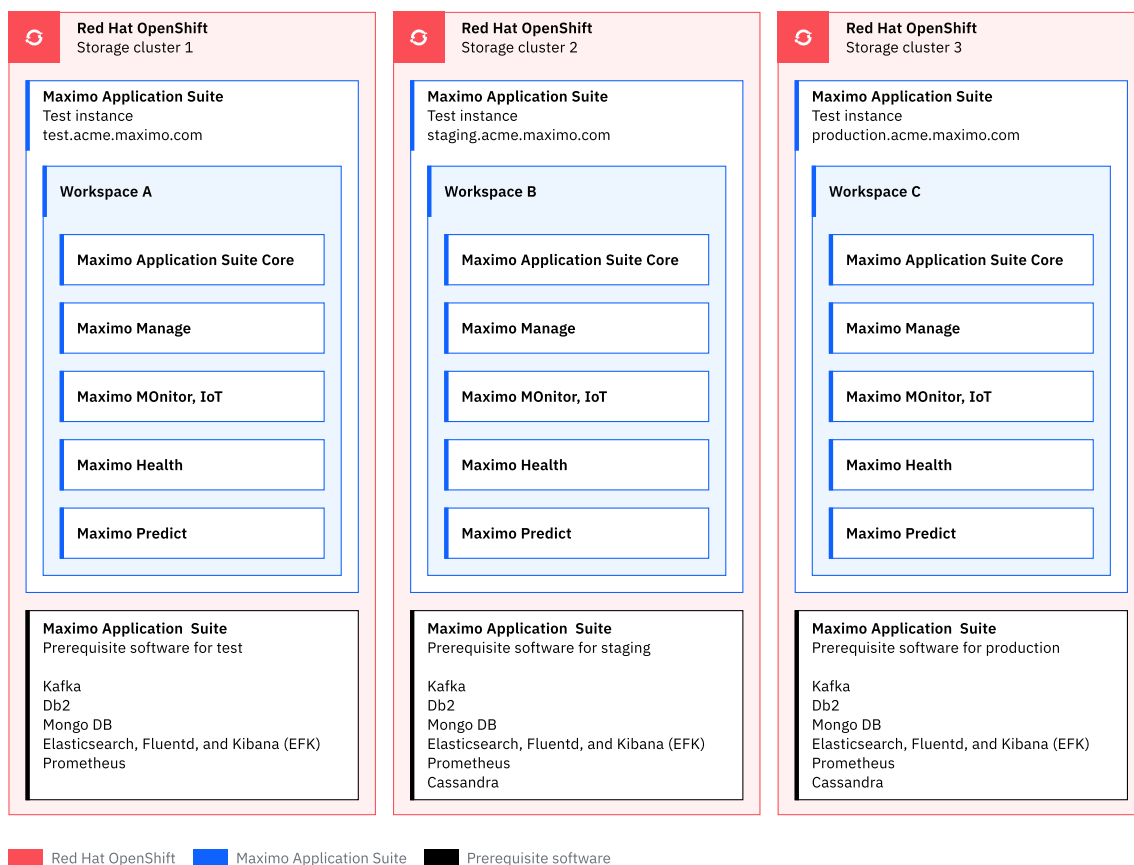 Red Hat OpenShift
Storage cluster 1
Maximo Application Suite
Test instance
test.acme.maximo.com
Workspace A
Maximo Application Suite Core
Maximo Manage
Maximo MOnitor, IoT
Maximo Health
Maximo Predict
Maximo Application  Suite
Prerequisite software for test
Kafka
Db2
Mongo DB
Elasticsearch, Fluentd, and Kibana (EFK)
Prometheus
Red Hat OpenShift
Storage cluster 2
Maximo Application Suite
Test instance
staging.acme.maximo.com
Workspace B
Maximo Application Suite Core
Maximo Manage
Maximo MOnitor, IoT
Maximo Health
Maximo Predict
Maximo Application  Suite
Prerequisite software for staging
Kafka
Db2
Mongo DB
Elasticsearch, Fluentd, and Kibana (EFK)
Prometheus
Cassandra
Red Hat OpenShift
Storage cluster 3
Maximo Application Suite
Test instance
production.acme.maximo.com
Workspace C
Maximo Application Suite Core
Maximo Manage
Maximo MOnitor, IoT
Maximo Health
Maximo Predict
Maximo Application  Suite
Prerequisite software for production
Kafka
Db2
Mongo DB
Elasticsearch, Fluentd, and Kibana (EFK)
Prometheus
Cassandra
Red Hat OpenShift
Maximo Application Suite
Prerequisite software